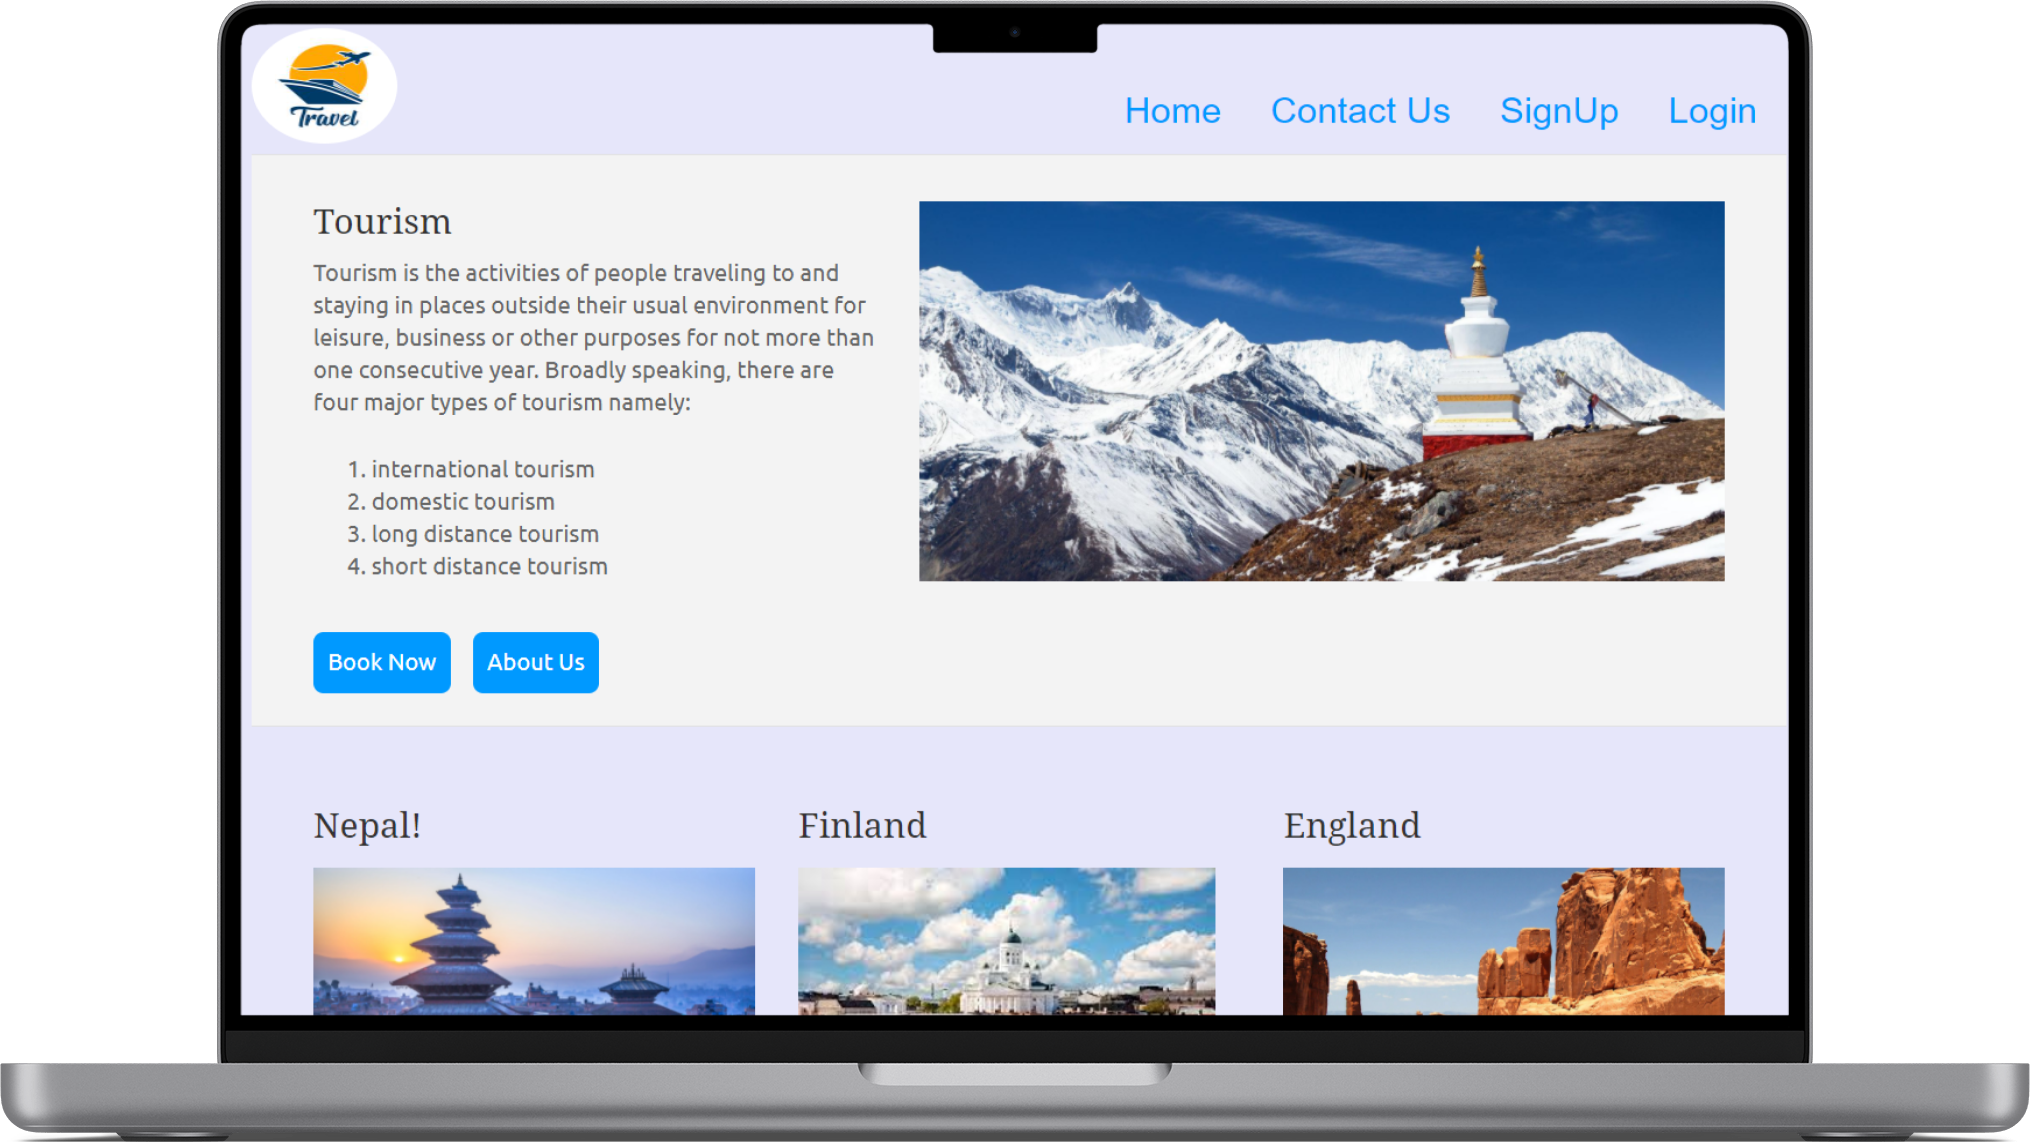 Travel
Home Contact Us SignUp Login
Tourism
Tourism is the activities of people traveling to and
staying in places outside their usual environment for
leisure, business or other purposes for not more than
one consecutive year. Broadly speaking, there are
four major types of tourism namely:
1. international tourism
2. domestic tourism
3. long distance tourism
4. short distance tourism
Book Now About Us
Nepal! Finland England